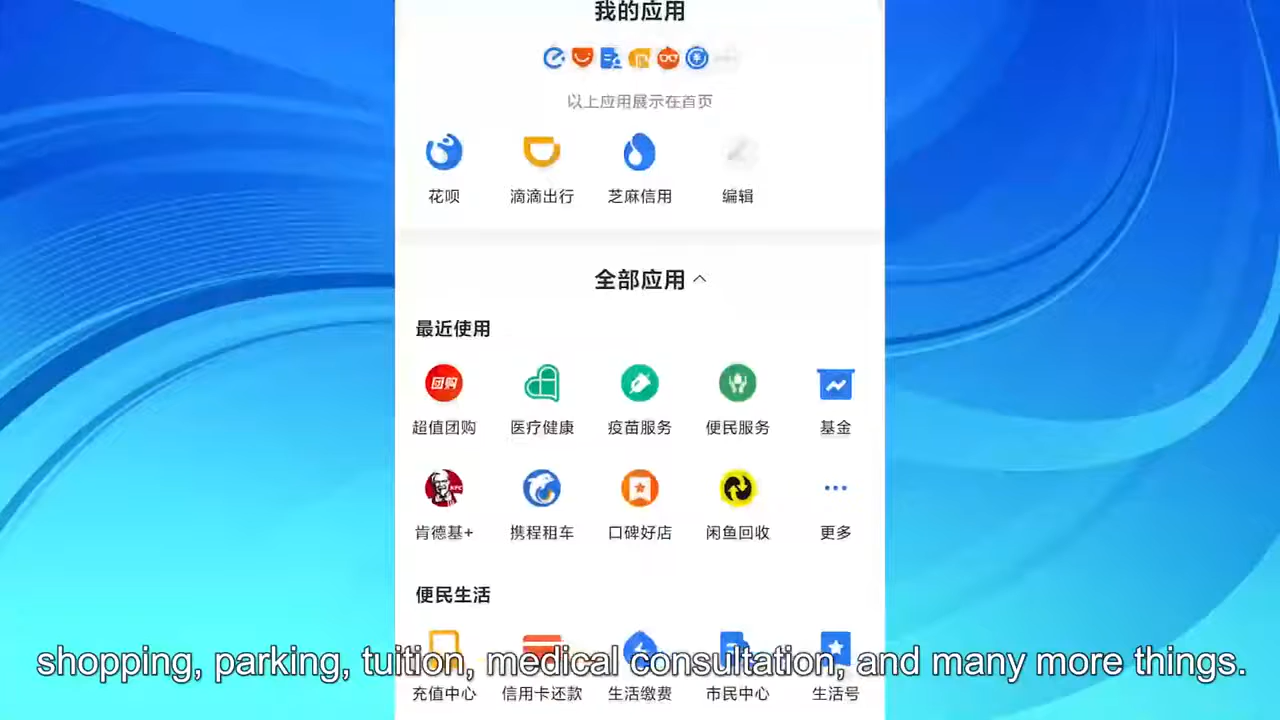 我的应用
以上应用展示在首页
花呗 滴滴出行 芝麻信用 编辑
全部应用
最近使用
团购 KFC
超值团购 医疗健康 疫苗服务 便民服务 基金
肯德基+ 携程租车 口碑好店 闲鱼回收 更多
便民生活
shopping, parking, tuition, medical consultation, and many more things.
充值中心 信用卡还款 生活缴费 市民中心 生活号